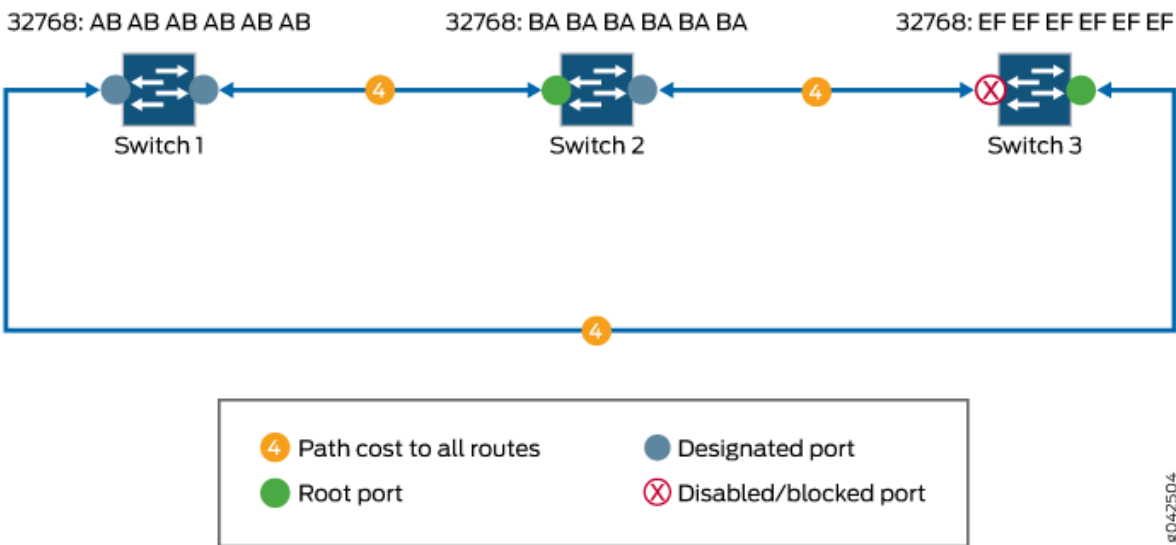 32768: AB AB AB AB AB AB
32768: BA BA BA BA BA BA
32768: EF EF EF EF EF EF
4
4
Switch 1
Switch 2
Switch 3
4
4 Path cost to all routes
Designated port
Root port
Disabled/blocked port
g042504